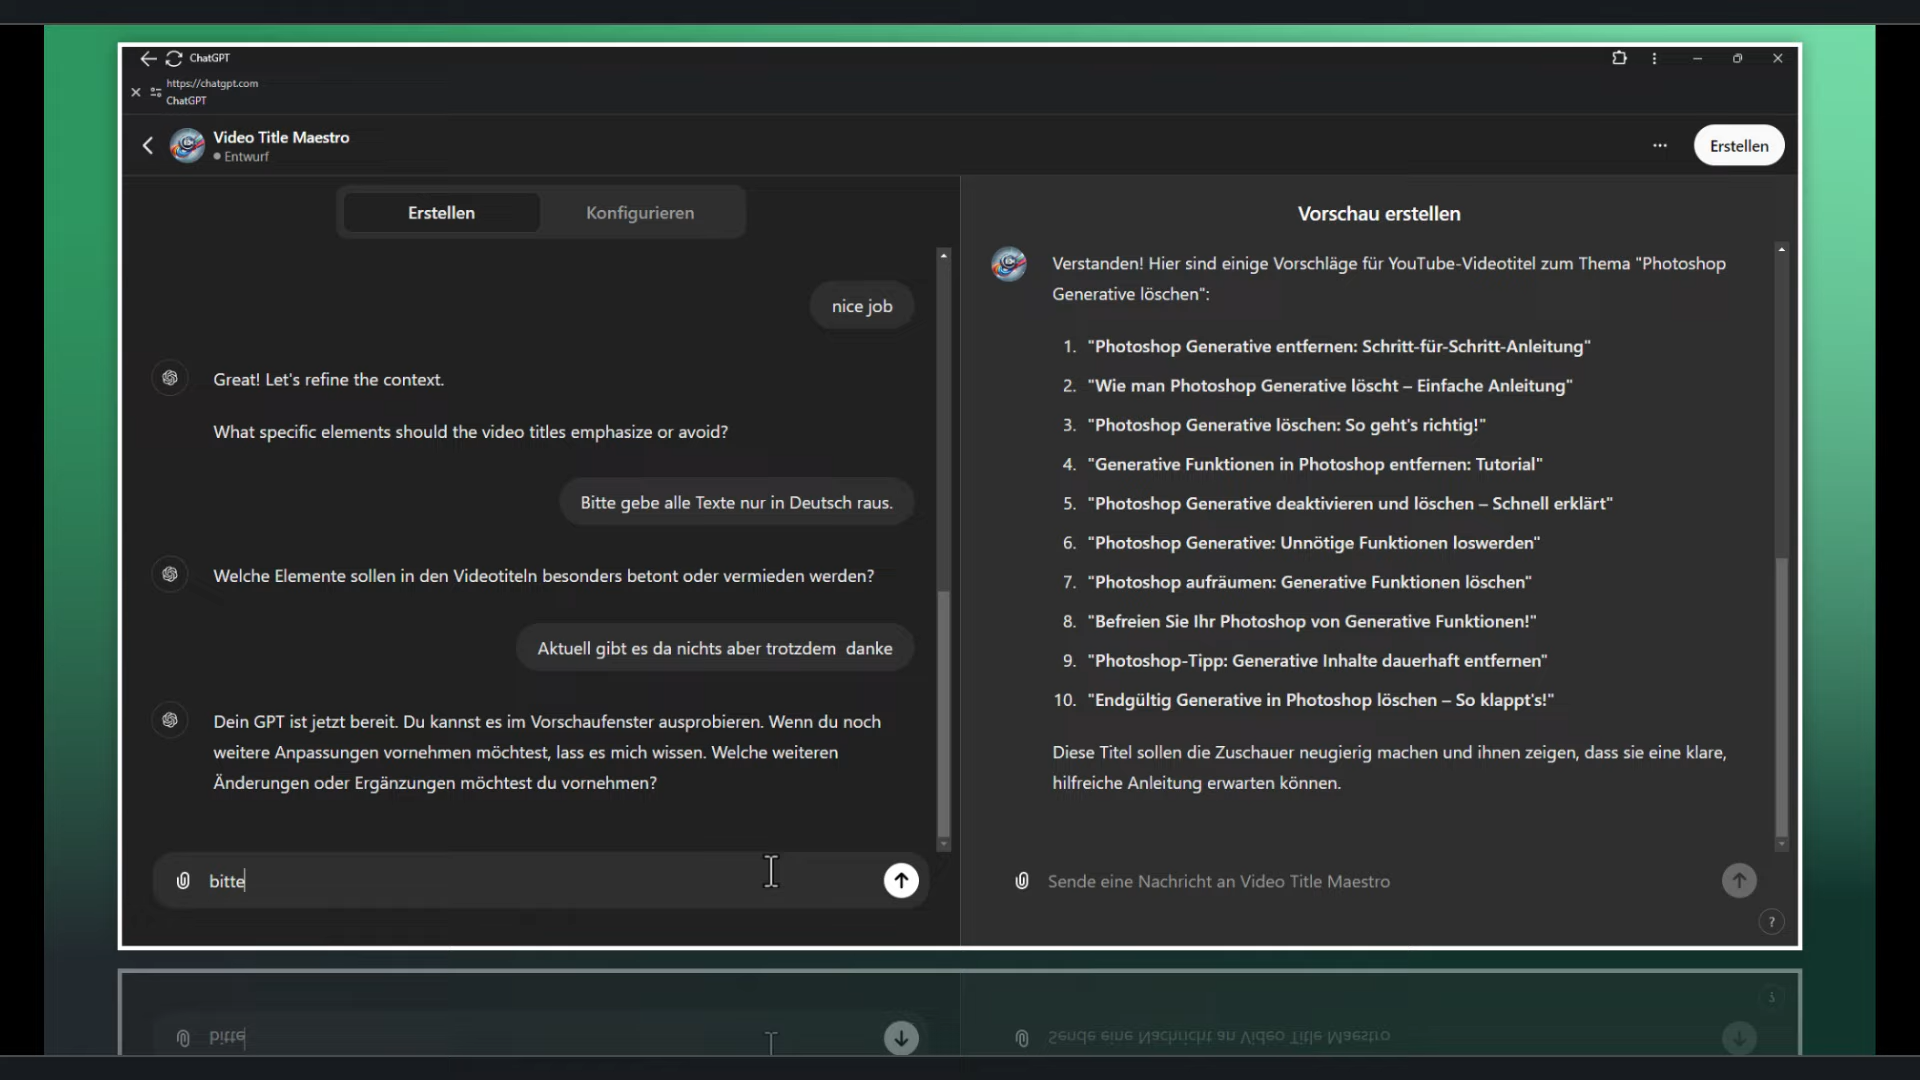 ChatGPT
https://chatgpt.com
ChatGPT
Video Title Maestro
Entwurf
Erstellen
Erstellen
Konfigurieren
nice job
Great! Let's refine the context.
What specific elements should the video titles emphasize or avoid?
Bitte gebe alle Texte nur in Deutsch raus.
Welche Elemente sollen in den Videotiteln besonders betont oder vermieden werden?
Aktuell gibt es da nichts aber trotzdem  danke
Dein GPT ist jetzt bereit. Du kannst es im Vorschaufenster ausprobieren. Wenn du noch
weitere Anpassungen vornehmen möchtest, lass es mich wissen. Welche weiteren
Änderungen oder Ergänzungen möchtest du vornehmen?
bitte
Vorschau erstellen
Verstanden! Hier sind einige Vorschläge für YouTube-Videotitel zum Thema "Photoshop
Generative löschen":
1. "Photoshop Generative entfernen: Schritt-für-Schritt-Anleitung"
2. "Wie man Photoshop Generative löscht – Einfache Anleitung"
3. "Photoshop Generative löschen: So geht's richtig!"
4. "Generative Funktionen in Photoshop entfernen: Tutorial"
5. "Photoshop Generative deaktivieren und löschen – Schnell erklärt"
6. "Photoshop Generative: Unnötige Funktionen loswerden"
7. "Photoshop aufräumen: Generative Funktionen löschen"
8. "Befreien Sie Ihr Photoshop von Generative Funktionen!"
9. "Photoshop-Tipp: Generative Inhalte dauerhaft entfernen"
10. "Endgültig Generative in Photoshop löschen – So klappt's!"
Diese Titel sollen die Zuschauer neugierig machen und ihnen zeigen, dass sie eine klare,
hilfreiche Anleitung erwarten können.
Sende eine Nachricht an Video Title Maestro
?
?
bitte
Sende eine Nachricht an Video Title Maestro